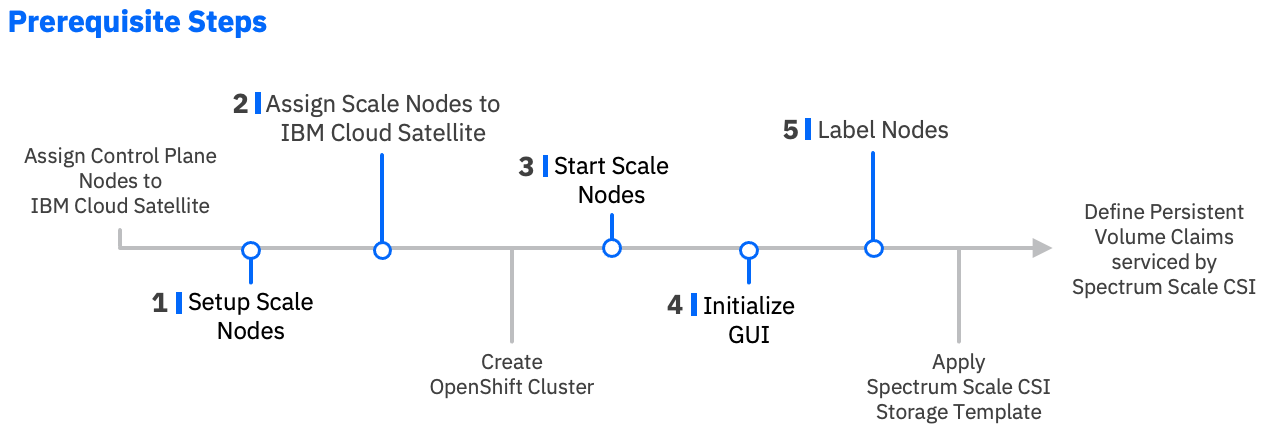 Prerequisite Steps
Assign Control Plane
Nodes to
IBM Cloud Satellite
1 Setup Scale
Nodes
2 Assign Scale Nodes to
IBM Cloud Satellite
Create
OpenShift Cluster
3 Start Scale
Nodes
4 Initialize
GUI
5 Label Nodes
Apply
Spectrum Scale CSI
Storage Template
Define Persistent
Volume Claims
serviced by
Spectrum Scale CSI